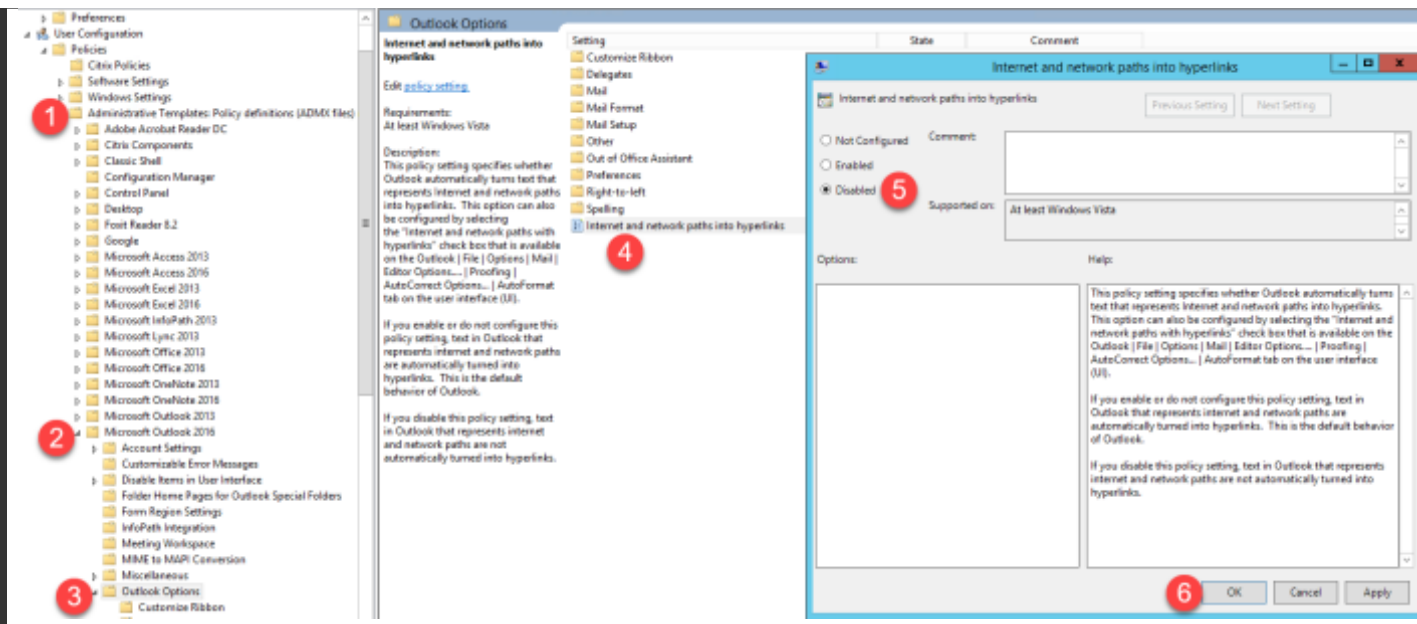 Preferences
User Configuration
Policies
Citrix Policies
Software Settings
Windows Settings
1
Administrative Templates: Policy definitions (ADMX files)
Adobe Acrobat Reader DC
Citrix Components
Classic Shell
Configuration Manager
Control Panel
Desktop
Foxit Reader 8.2
Google
Microsoft Access 2013
Microsoft Access 2016
Microsoft Excel 2013
Microsoft Excel 2016
Microsoft InfoPath 2013
Microsoft Lync 2013
Microsoft Office 2013
Microsoft Office 2016
Microsoft OneNote 2013
Microsoft OneNote 2016
Microsoft Outlook 2013
2
Microsoft Outlook 2016
Account Settings
Customizable Error Messages
Disable Items in User Interface
Folder Home Pages for Outlook Special Folders
Form Region Settings
InfoPath Integration
Meeting Workspace
MIME to MAPI Conversion
Miscellaneous
3
Outlook Options
Customize Ribbon
Outlook Options
Internet and network paths into
hyperlinks
Edit policy setting
Requirements:
At least Windows Vista
Description:
This policy setting specifies whether
Outlook automatically turns text that
represents Internet and network paths
into hyperlinks. This option can also
be configured by selecting
the "Internet and network paths with
hyperlinks" check box that is available
on the Outlook | File | Options | Mail |
Editor Options... | Proofing |
AutoCorrect Options... | AutoFormat
tab on the user interface (UI).
If you enable or do not configure this
policy setting, text in Outlook that
represents internet and network paths
are automatically turned into
hyperlinks. This is the default
behavior of Outlook.
If you disable this policy setting, text
in Outlook that represents internet
and network paths are not
automatically turned into hyperlinks.
Setting State Comment
Customize Ribbon
Delegates
Mail
Mail Format
Mail Setup
Other
Out of Office Assistant
Preferences
Right-to-left
Spelling
Internet and network paths into hyperlinks
4
Internet and network paths into hyperlinks
Internet and network paths into hyperlinks
Previous Setting Next Setting
Not Configured
Enabled
Disabled
5
Comment:
Supported on:
At least Windows Vista
Options:
Help:
This policy setting specifies whether Outlook automatically turns
text that represents Internet and network paths into hyperlinks.
This option can also be configured by selecting the "Internet and
network paths with hyperlinks" check box that is available on the
Outlook | File | Options | Mail | Editor Options... | Proofing |
AutoCorrect Options... | AutoFormat tab on the user interface
(UI).
If you enable or do not configure this policy setting, text in
Outlook that represents internet and network paths are
automatically turned into hyperlinks. This is the default behavior
of Outlook.
If you disable this policy setting, text in Outlook that represents
internet and network paths are not automatically turned into
hyperlinks.
6
OK Cancel Apply